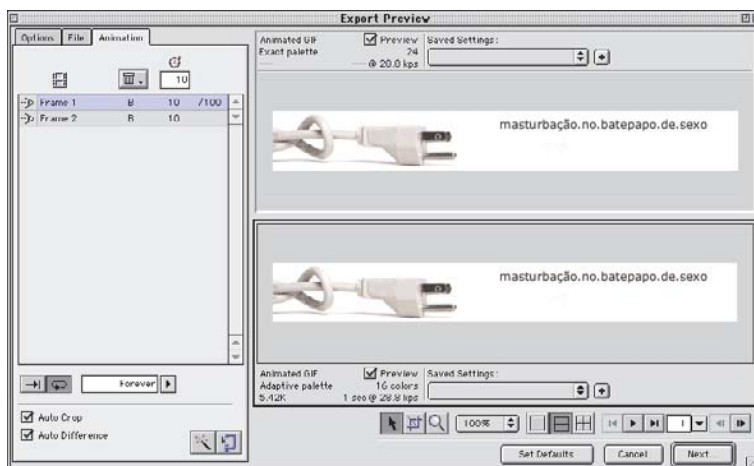 Export Preview
Options File Animation
10
Frame 1 B 10 /100
Frame 2 B 10
Forever
Auto Crop
Auto Difference
Animated GIF Preview Saved Settings:
Exact palette 24
@ 20.0 kps
masturbação.no.batepapo.de.sexo
masturbação.no.batepapo.de.sexo
Animated GIF Preview Saved Settings:
Adaptive palette 16 colors
5.42K 1 sec @ 28.8 kps
100% 1
Set Defaults Cancel Next...